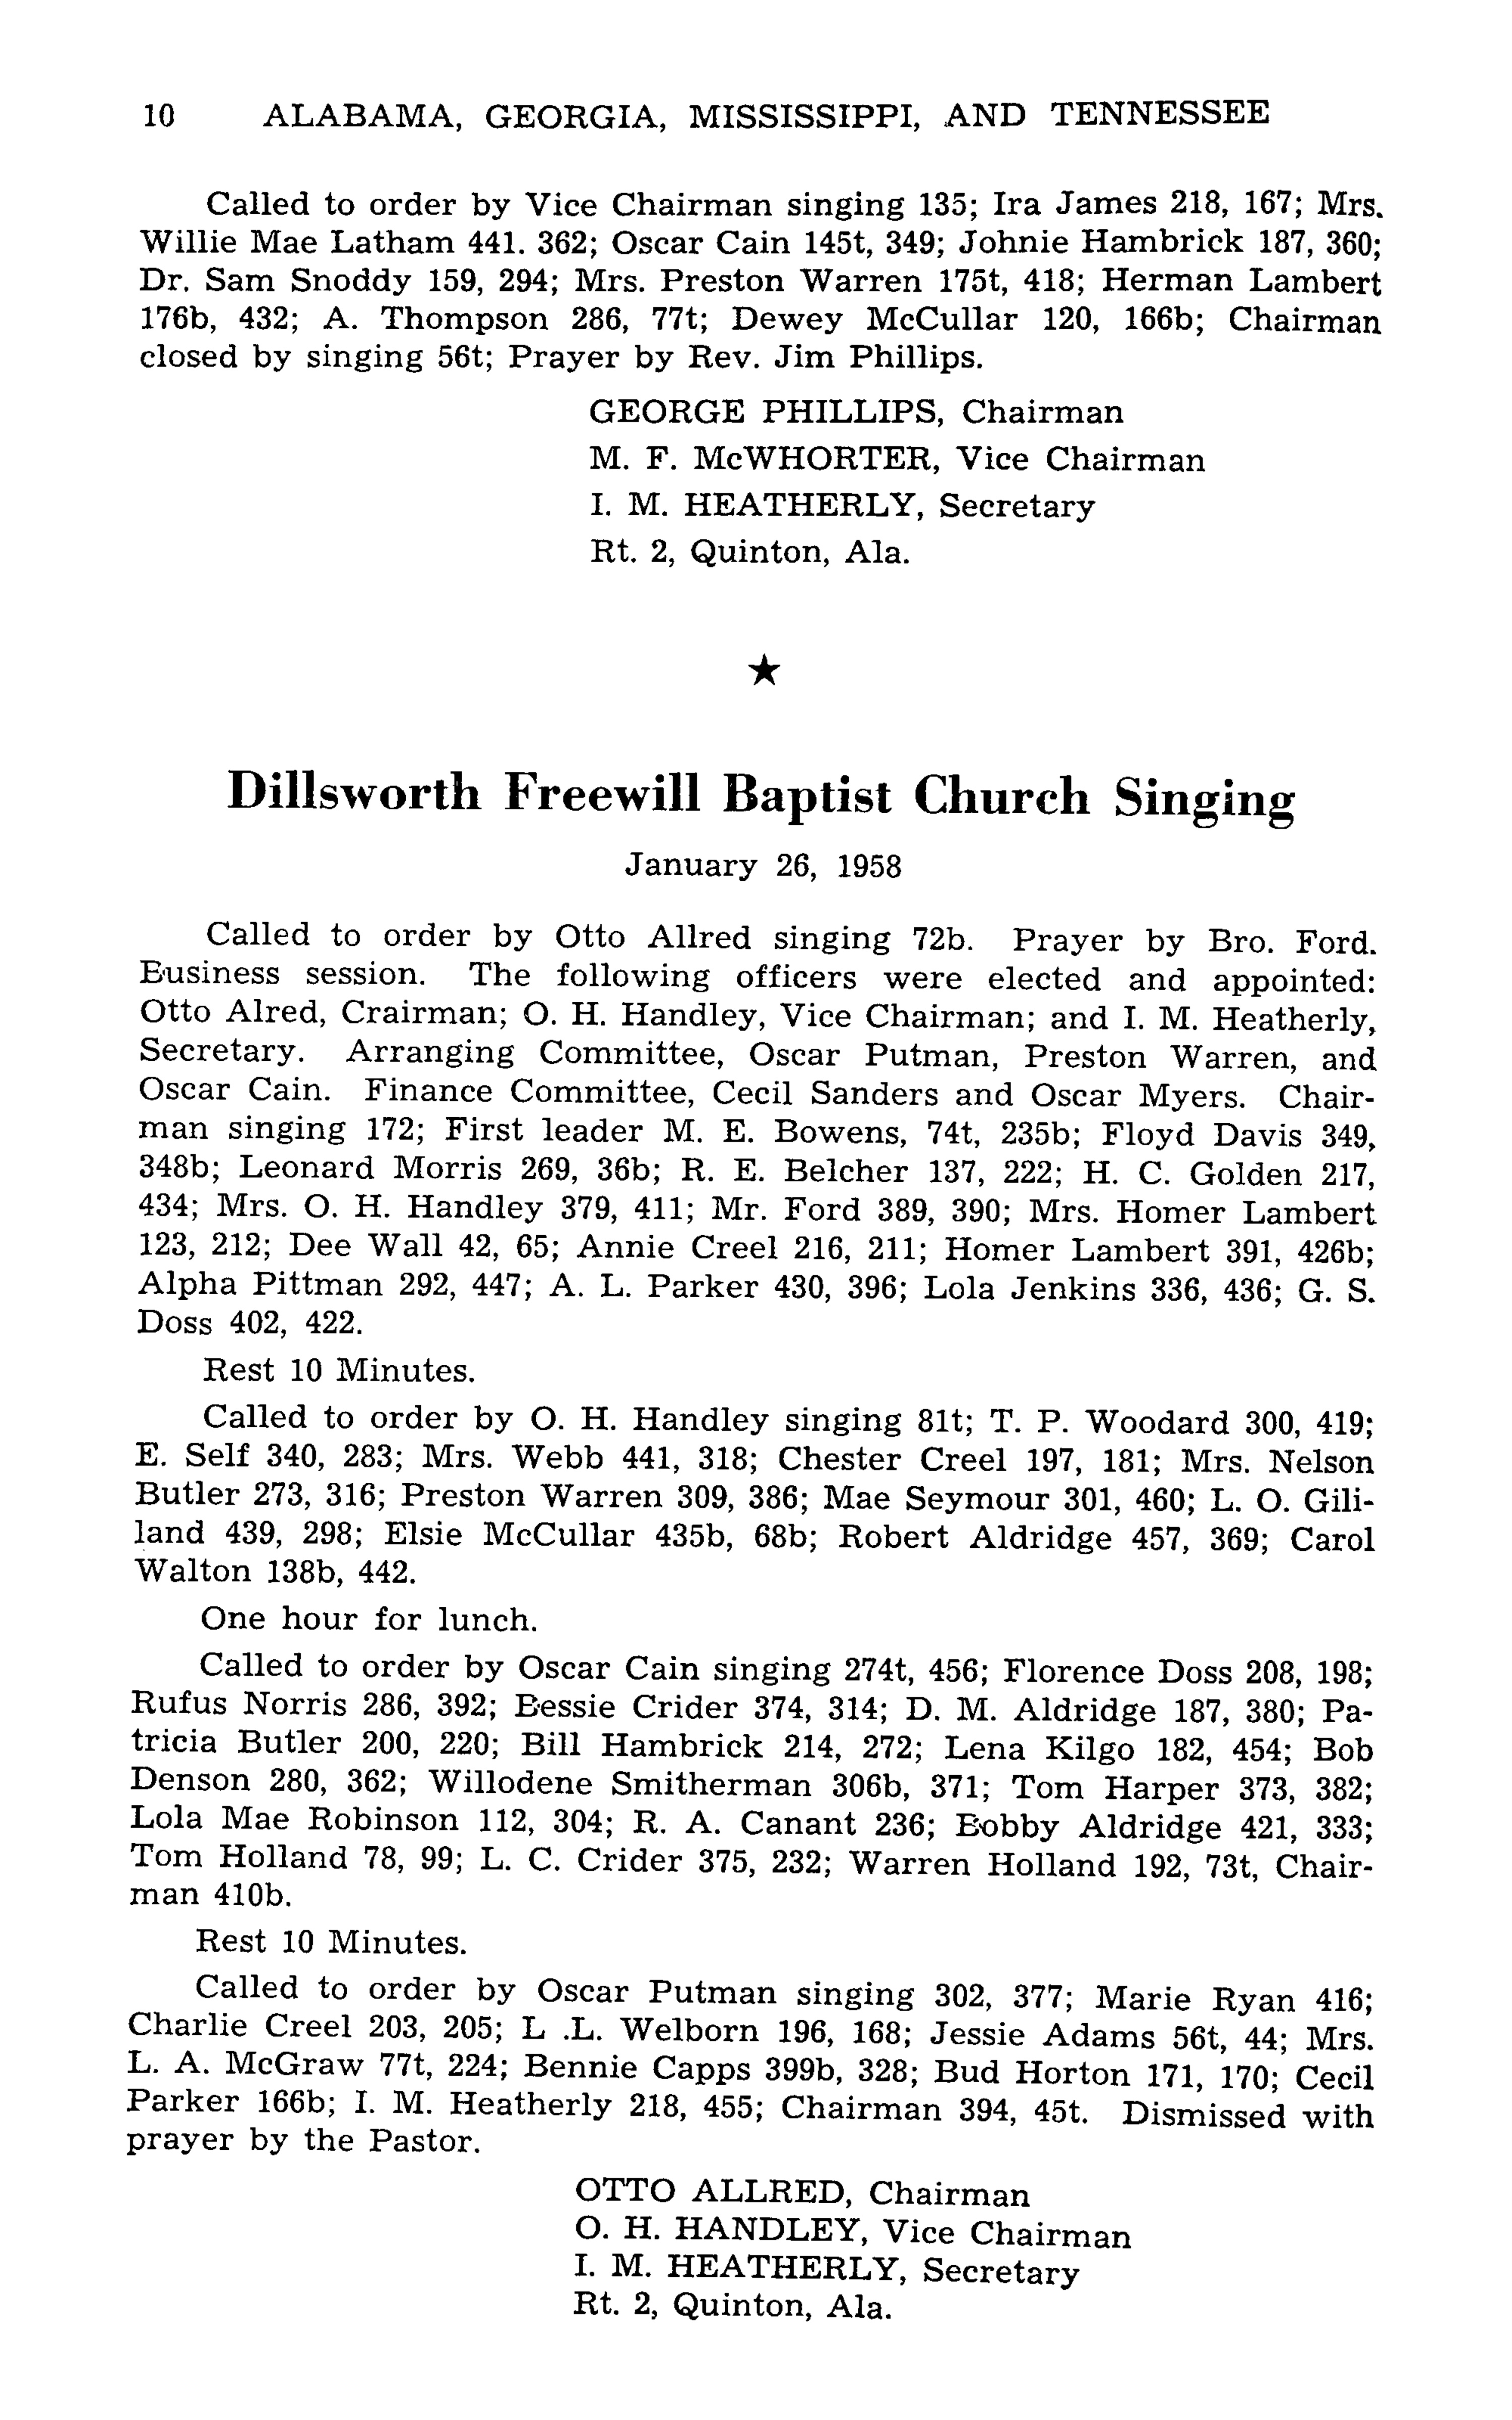 10 ALABAMA, GEORGIA, MISSISSIPPI, AND TENNESSEE
Called to order by Vice Chairman singing 135; Ira James 218, 167; Mrs.
Willie Mae Latham 441. 362; Oscar Cain 145t, 349; Johnie Hambrick 187, 360;
Dr. Sam Snoddy 159, 294; Mrs. Preston Warren 175t, 418; Herman Lambert
176b, 432; A. Thompson 286, 77t; Dewey McCullar 120, 166b; Chairman
closed by singing 56t; Prayer by Rev. Jim Phillips.
GEORGE PHILLIPS, Chairman
M. F. McWHORTER, Vice Chairman
I. M. HEATHERLY, Secretary
Rt. 2, Quinton, Ala.
★
Dillsworth Freewill Baptist Church Singing
January 26, 1958
Called to order by Otto Allred singing 72b. Prayer by Bro. Ford.
Business session. The following officers were elected and appointed:
Otto Alred, Crairman; O. H. Handley, Vice Chairman; and I. M. Heatherly,
Secretary. Arranging Committee, Oscar Putman, Preston Warren, and
Oscar Cain. Finance Committee, Cecil Sanders and Oscar Myers. Chair-
man singing 172; First leader M. E. Bowens, 74t, 235b; Floyd Davis 349,
348b; Leonard Morris 269, 36b; R. E. Belcher 137, 222; H. C. Golden 217,
434; Mrs. O. H. Handley 379, 411; Mr. Ford 389, 390; Mrs. Homer Lambert
123, 212; Dee Wall 42, 65; Annie Creel 216, 211; Homer Lambert 391, 426b;
Alpha Pittman 292, 447; A. L. Parker 430, 396; Lola Jenkins 336, 436; G. S.
Doss 402, 422.
Rest 10 Minutes.
Called to order by O. H. Handley singing 81t; T. P. Woodard 300, 419;
E. Self 340, 283; Mrs. Webb 441, 318; Chester Creel 197, 181; Mrs. Nelson
Butler 273, 316; Preston Warren 309, 386; Mae Seymour 301, 460; L. O. Gili-
land 439, 298; Elsie McCullar 435b, 68b; Robert Aldridge 457, 369; Carol
Walton 138b, 442.
One hour for lunch.
Called to order by Oscar Cain singing 274t, 456; Florence Doss 208, 198;
Rufus Norris 286, 392; Bessie Crider 374, 314; D. M. Aldridge 187, 380; Pa-
tricia Butler 200, 220; Bill Hambrick 214, 272; Lena Kilgo 182, 454; Bob
Denson 280, 362; Willodene Smitherman 306b, 371; Tom Harper 373, 382;
Lola Mae Robinson 112, 304; R. A. Canant 236; Bobby Aldridge 421, 333;
Tom Holland 78, 99; L. C. Crider 375, 232; Warren Holland 192, 73t, Chair-
man 410b.
Rest 10 Minutes.
Called to order by Oscar Putman singing 302, 377; Marie Ryan 416;
Charlie Creel 203, 205; L .L. Welborn 196, 168; Jessie Adams 56t, 44; Mrs.
L. A. McGraw 77t, 224; Bennie Capps 399b, 328; Bud Horton 171, 170; Cecil
Parker 166b; I. M. Heatherly 218, 455; Chairman 394, 45t. Dismissed with
prayer by the Pastor.
OTTO ALLRED, Chairman
O. H. HANDLEY, Vice Chairman
I. M. HEATHERLY, Secretary
Rt. 2, Quinton, Ala.